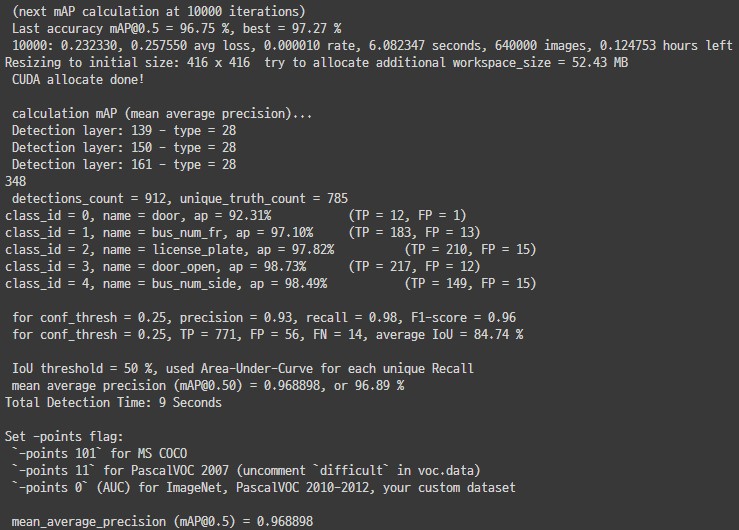 (next mAP calculation at 10000 iterations)
Last accuracy mAP@0.5 = 96.75 %, best = 97.27 %
10000: 0.232330, 0.257550 avg loss, 0.000010 rate, 6.082347 seconds, 640000 images, 0.124753 hours left
Resizing to initial size: 416 x 416  try to allocate additional workspace_size = 52.43 MB
CUDA allocate done!

calculation mAP (mean average precision)...
Detection layer: 139 - type = 28
Detection layer: 150 - type = 28
Detection layer: 161 - type = 28
348
detections_count = 912, unique_truth_count = 785
class_id = 0, name = door, ap = 92.31%          (TP = 12, FP = 1)
class_id = 1, name = bus_num_fr, ap = 97.10%     (TP = 183, FP = 13)
class_id = 2, name = license_plate, ap = 97.82%          (TP = 210, FP = 15)
class_id = 3, name = door_open, ap = 98.73%      (TP = 217, FP = 12)
class_id = 4, name = bus_num_side, ap = 98.49%           (TP = 149, FP = 15)

for conf_thresh = 0.25, precision = 0.93, recall = 0.98, F1-score = 0.96
for conf_thresh = 0.25, TP = 771, FP = 56, FN = 14, average IoU = 84.74 %

IoU threshold = 50 %, used Area-Under-Curve for each unique Recall
mean average precision (mAP@0.50) = 0.968898, or 96.89 %
Total Detection Time: 9 Seconds

Set -points flag:
`-points 101` for MS COCO
`-points 11` for PascalVOC 2007 (uncomment `difficult` in voc.data)
`-points 0` (AUC) for ImageNet, PascalVOC 2010-2012, your custom dataset

mean_average_precision (mAP@0.5) = 0.968898